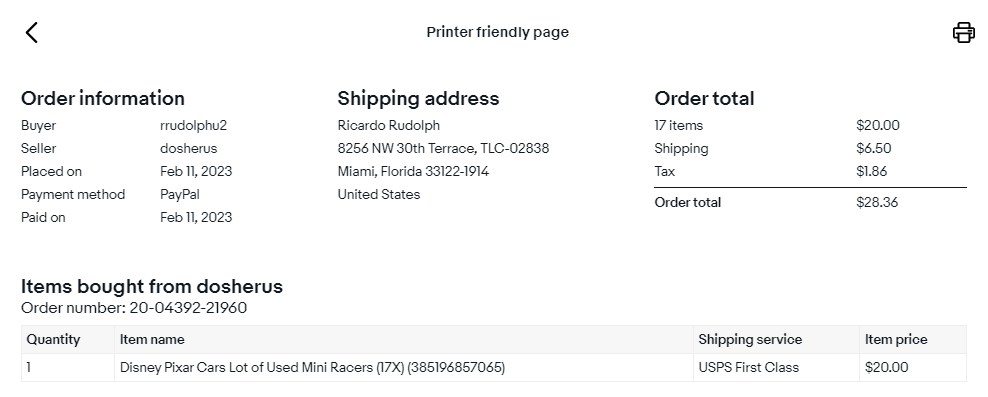 Printer friendly page
Order information
Buyer rrudolphu2
Seller dosherus
Placed on Feb 11, 2023
Payment method PayPal
Paid on Feb 11, 2023
Shipping address
Ricardo Rudolph
8256 NW 30th Terrace, TLC-02838
Miami, Florida 33122-1914
United States
Order total
17 items $20.00
Shipping $6.50
Tax $1.86
Order total $28.36
Items bought from dosherus
Order number: 20-04392-21960
Quantity Item name Shipping service Item price
1 Disney Pixar Cars Lot of Used Mini Racers (17X) (385196857065) USPS First Class $20.00